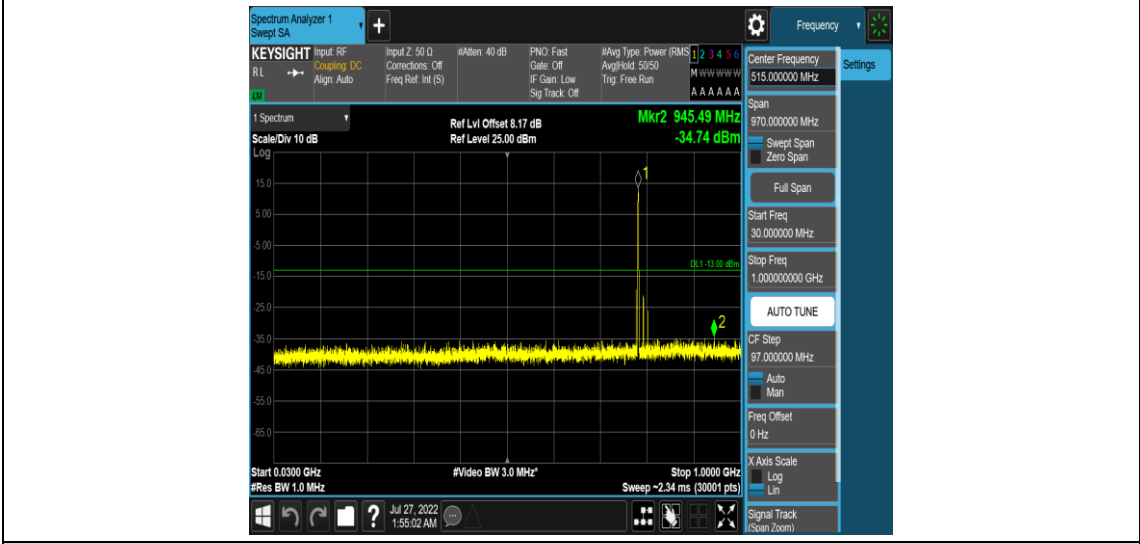 Spectrum Analyzer 1
Swept SA
+
Frequency
KEYSIGHT
RL
Input: RF
Coupling: DC
Align: Auto
Input Z: 50 Ω
Corrections: Off
Freq Ref: Int (S)
#Atten: 40 dB
PNO: Fast
Gate: Off
IF Gain: Low
Sig Track: Off
#Avg Type: Power (RMS
Avg|Hold: 50/50
Trig: Free Run
1 2 3 4 5 6
M W W W W W
A A A A A A
1 Spectrum
Scale/Div 10 dB
Log
Ref Lvl Offset 8.17 dB
Ref Level 25.00 dBm
Mkr2 945.49 MHz
-34.74 dBm
15.0
5.00
-5.00
-15.0
-25.0
-35.0
-45.0
-55.0
-65.0
1
DL1 -13.00 dBm
2
Start 0.0300 GHz
#Res BW 1.0 MHz
#Video BW 3.0 MHz*
Stop 1.0000 GHz
Sweep ~2.34 ms (30001 pts)
?
Jul 27, 2022
1:55:02 AM
Center Frequency
515.000000 MHz
Settings
Span
970.000000 MHz
Swept Span
Zero Span
Full Span
Start Freq
30.000000 MHz
Stop Freq
1.000000000 GHz
AUTO TUNE
CF Step
97.000000 MHz
Auto
Man
Freq Offset
0 Hz
X Axis Scale
Log
Lin
Signal Track
(Span Zoom)